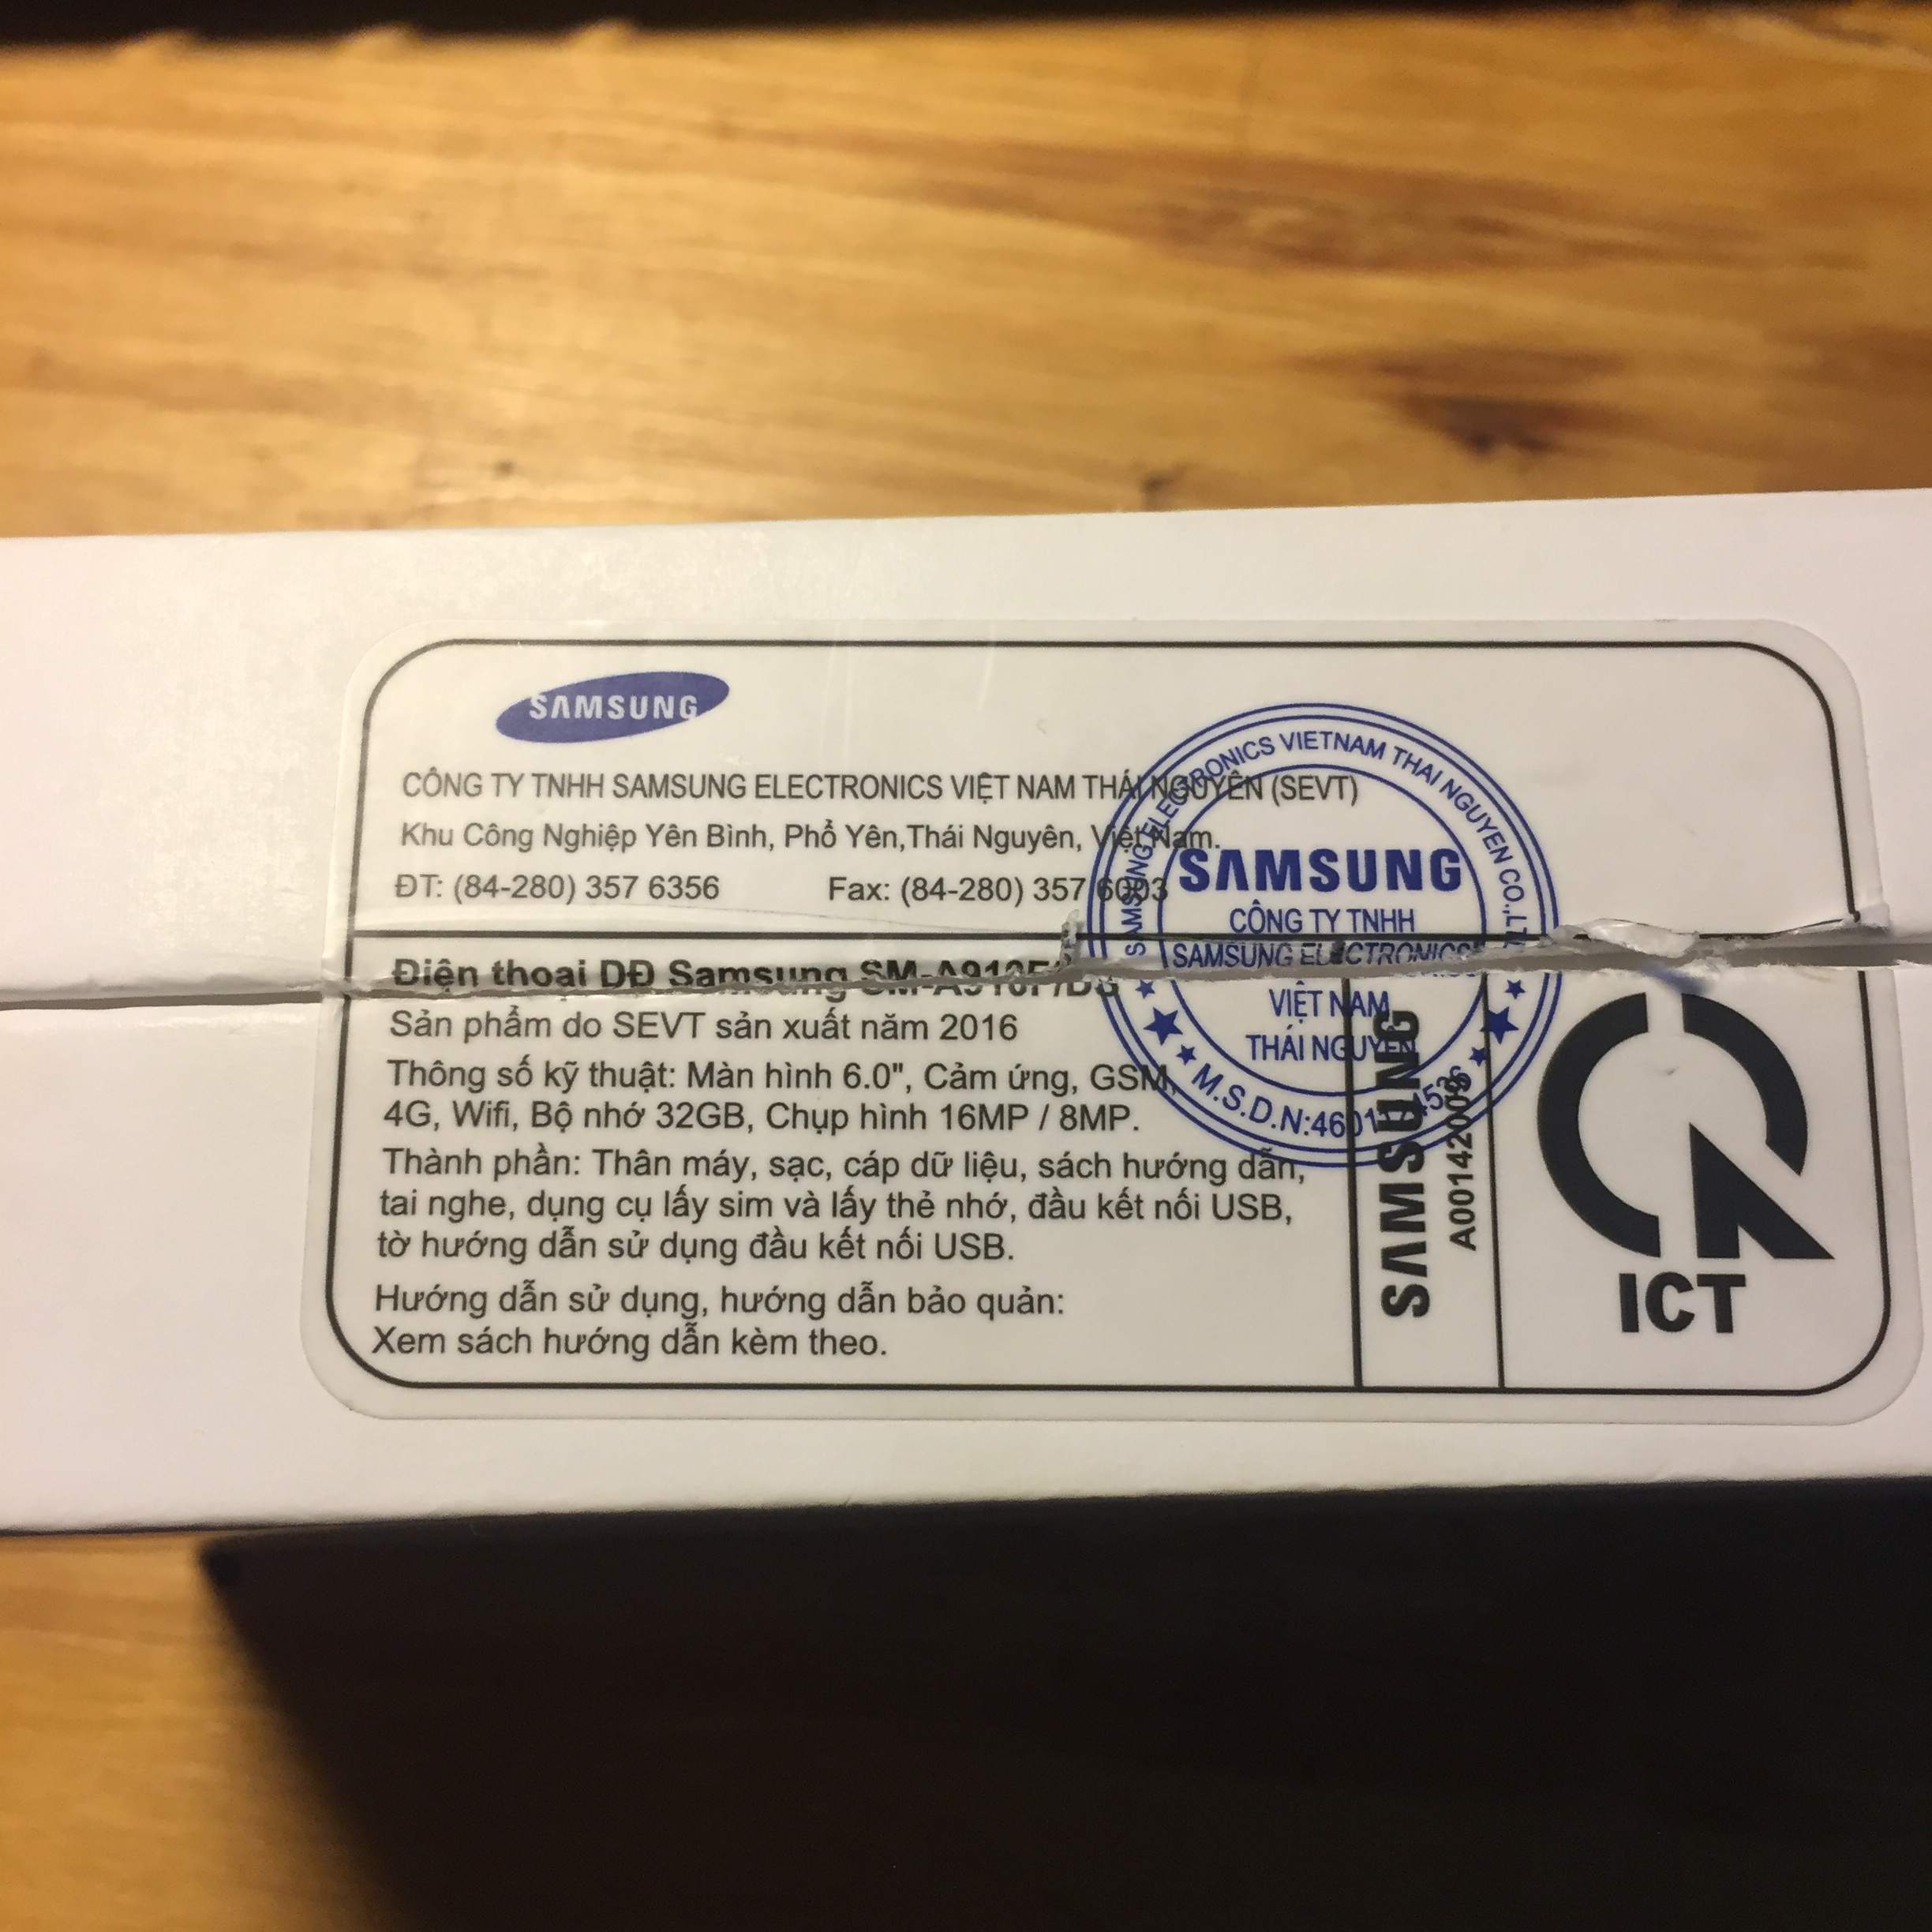 SAMSUNG
CÔNG TY TNHH SAMSUNG ELECTRONICS VIỆT NAM THÁI NGUYÊN (SEVT)
Khu Công Nghiệp Yên Bình, Phổ Yên,Thái Nguyên, Việt Nam.
ĐT: (84-280) 357 6356 Fax: (84-280) 357 6003
Điện thoại DĐ Samsung SM-A910F/DS
Sản phẩm do SEVT sản xuất năm 2016
Thông số kỹ thuật: Màn hình 6.0", Cảm ứng, GSM,
4G, Wifi, Bộ nhớ 32GB, Chụp hình 16MP / 8MP.
Thành phần: Thân máy, sạc, cáp dữ liệu, sách hướng dẫn,
tai nghe, dụng cụ lấy sim và lấy thẻ nhớ, đầu kết nối USB,
tờ hướng dẫn sử dụng đầu kết nối USB.
Hướng dẫn sử dụng, hướng dẫn bảo quản:
Xem sách hướng dẫn kèm theo.
SAMSUNG ELECTRONICS VIETNAM THAI NGUYEN CO.,LTD
SAMSUNG
CÔNG TY TNHH
SAMSUNG ELECTRONICS
VIỆT NAM
THÁI NGUYÊN
SAMSUNG
ICT